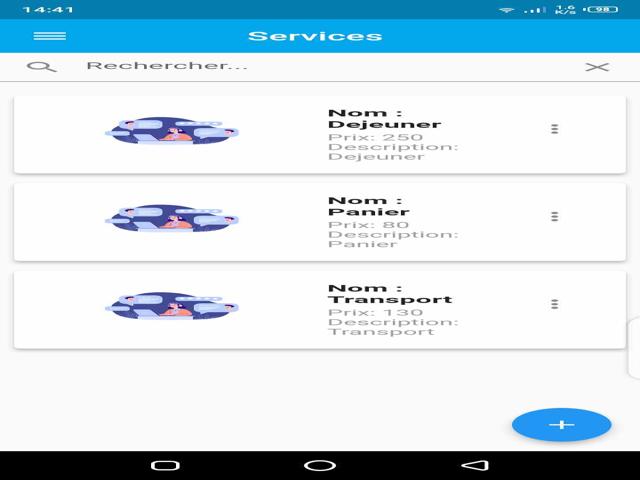 14:41
1.6
K/s
98
Services
Rechercher...
Nom :
Dejeuner
Prix: 250
Description:
Dejeuner
Nom :
Panier
Prix: 80
Description:
Panier
Nom :
Transport
Prix: 130
Description:
Transport